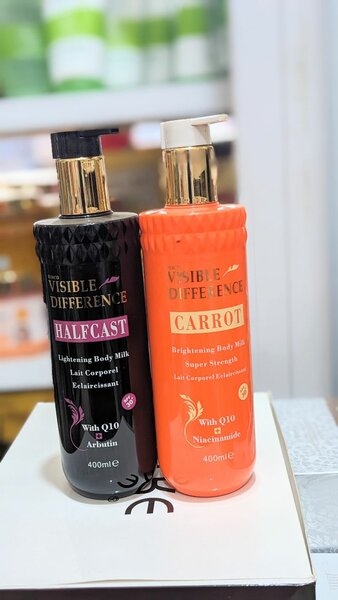 VISIBLE
DIFFERENCE
HALFCAST
Lightening Body Milk
Lait Corporel
Eclaircissant
With Q10
+
Arbutin
400ml e
VISIBLE
DIFFERENCE
CARROT
Brightening Body Milk
Super Strength
Lait Corporel Eclaircissant
With Q10
+
Niacinamide
400ml e